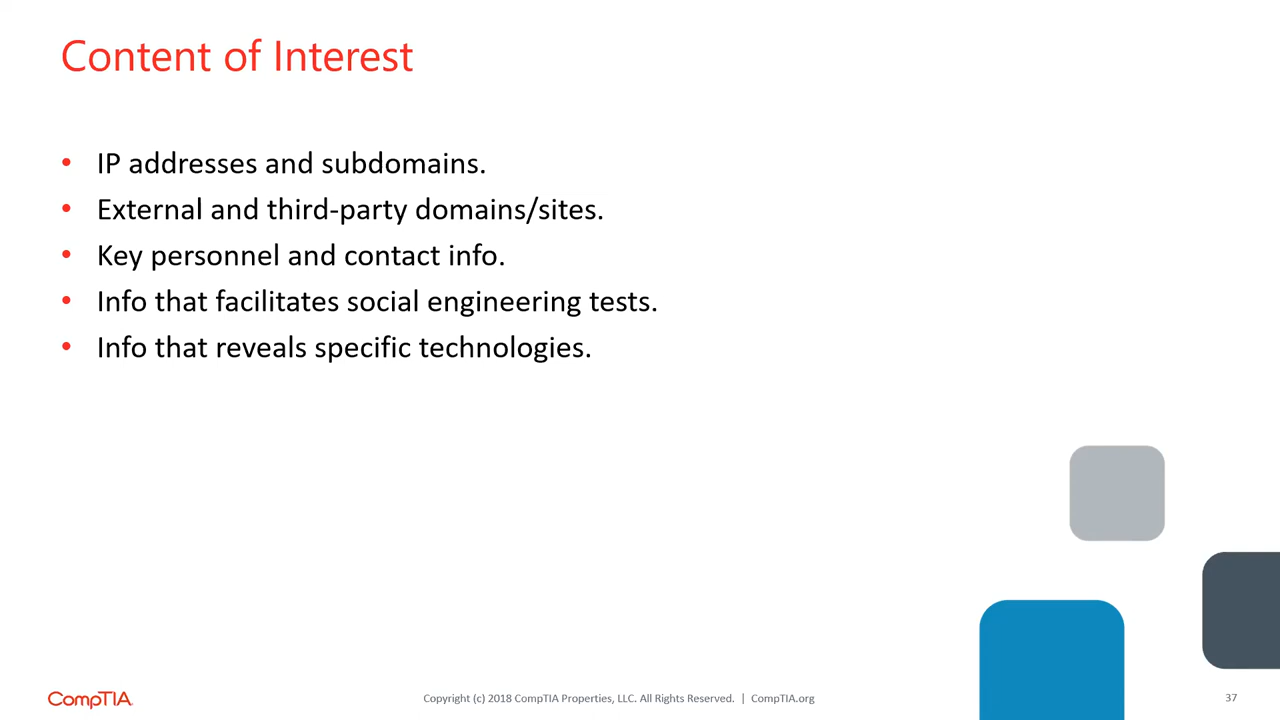 Content of Interest
• IP addresses and subdomains.
• External and third-party domains/sites.
• Key personnel and contact info.
• Info that facilitates social engineering tests.
• Info that reveals specific technologies.
CompTIA.
Copyright (c) 2018 CompTIA Properties, LLC. All Rights Reserved. | CompTIA.org
37